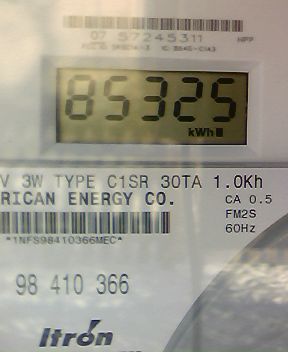 07 57245311
85325
kWh
V 3W TYPE C1SR 30TA 1.0Kh
RICAN ENERGY CO.
CA 0.5
FM2S
60Hz
*1NFS98410366MEC*
98 410 366
Itrón